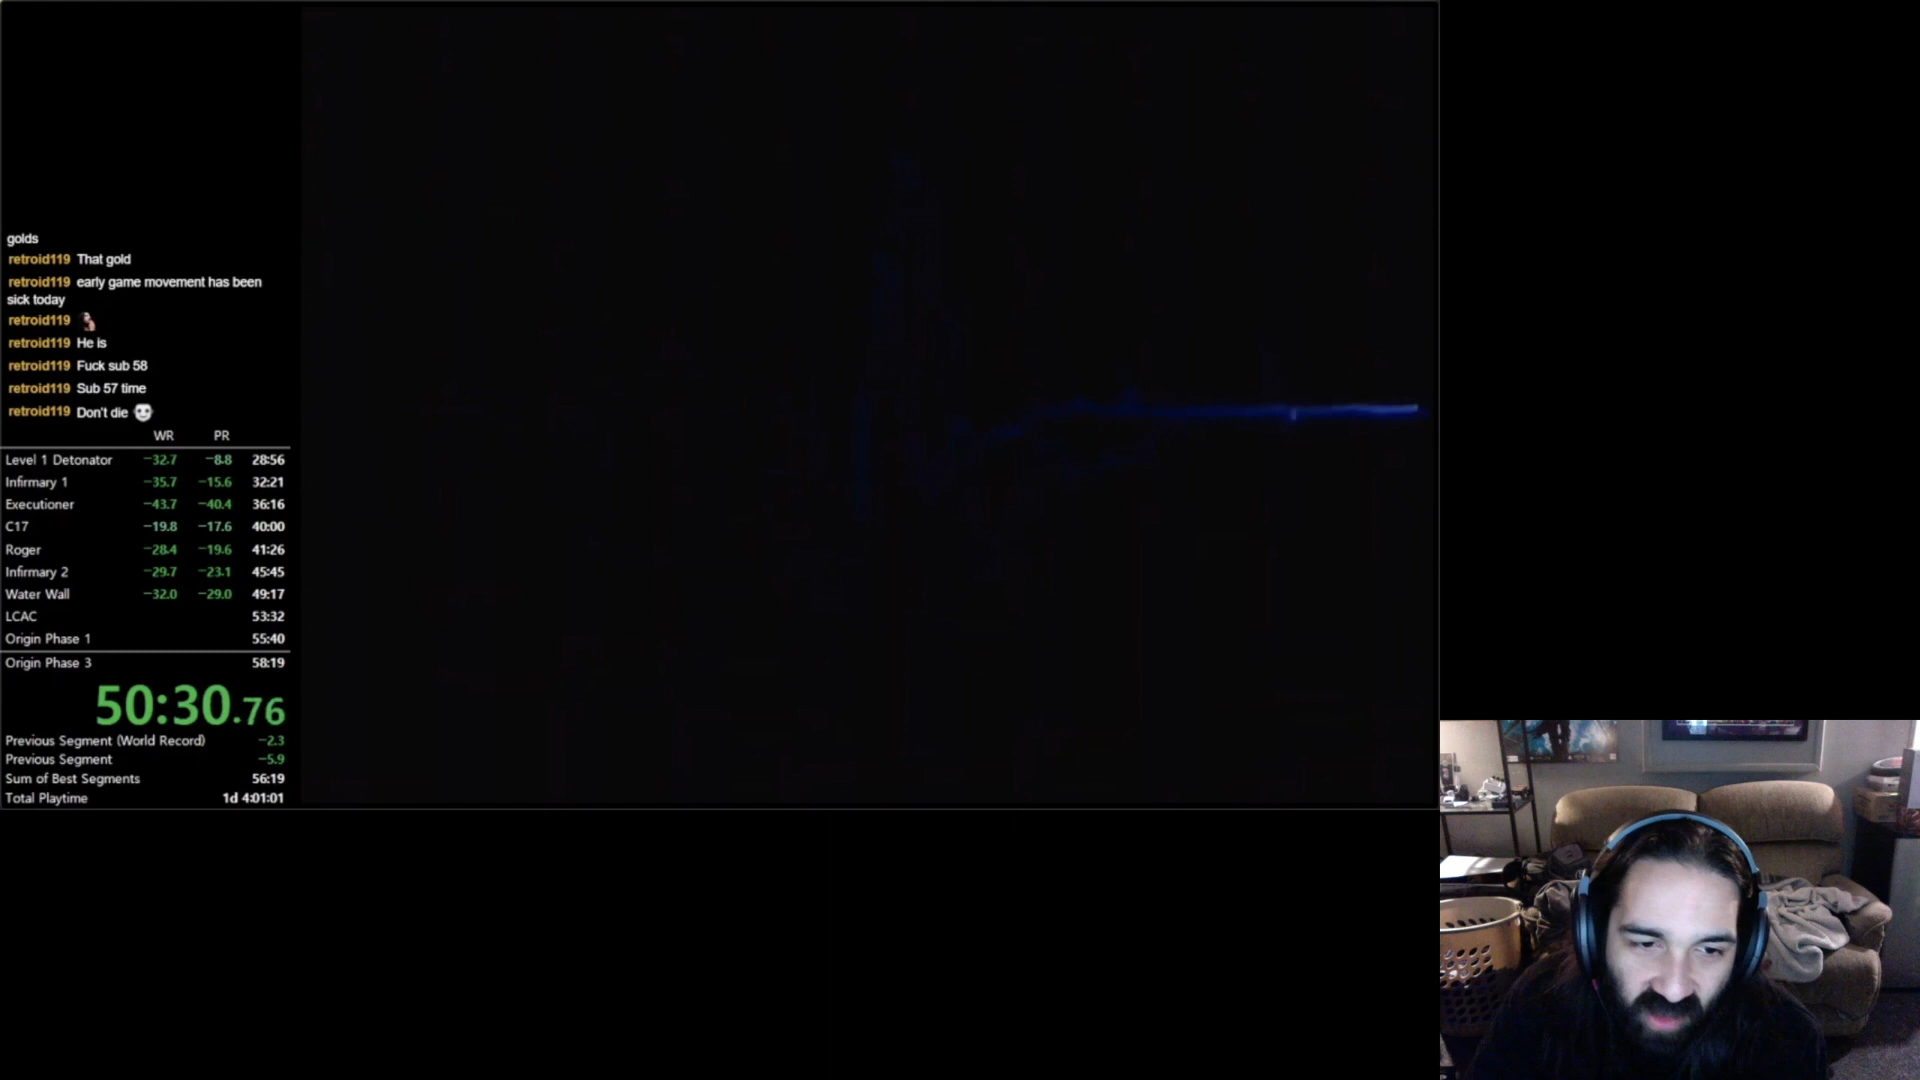 golds
retroid119 That gold
retroid119 early game movement has been
sick today
retroid119
retroid119 He is
retroid119 Fuck sub 58
retroid119 Sub 57 time
retroid119 Don't die
WR PR
Level 1 Detonator −32.7 −8.8 28:56
Infirmary 1 −35.7 −15.6 32:21
Executioner −43.7 −40.4 36:16
C17 −19.8 −17.6 40:00
Roger −28.4 −19.6 41:26
Infirmary 2 −29.7 −23.1 45:45
Water Wall −32.0 −29.0 49:17
LCAC 53:32
Origin Phase 1 55:40
Origin Phase 3 58:19
50:30.76
Previous Segment (World Record) −2.3
Previous Segment −5.9
Sum of Best Segments 56:19
Total Playtime 1d 4:01:01